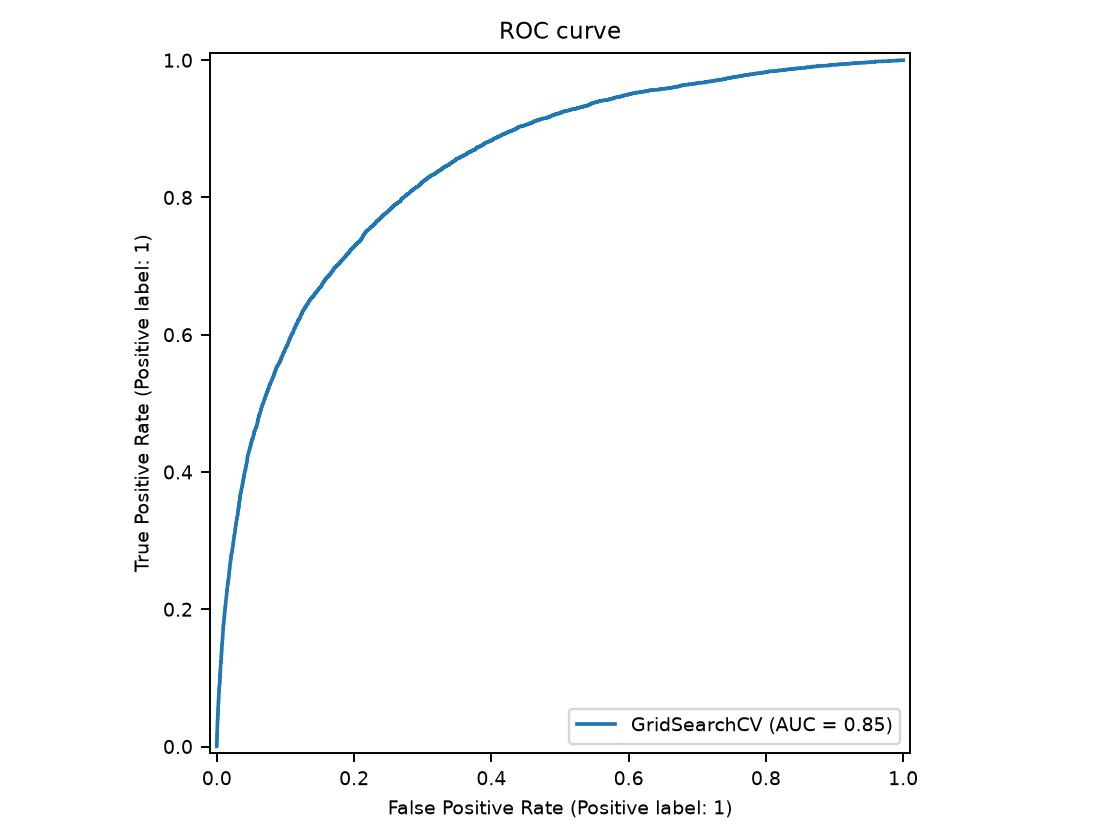 ROC curve
1.0
0.8
0.6
0.4
0.2
0.0
True Positive Rate (Positive label: 1)
GridSearchCV (AUC = 0.85)
0.0 0.2 0.4 0.6 0.8 1.0
False Positive Rate (Positive label: 1)